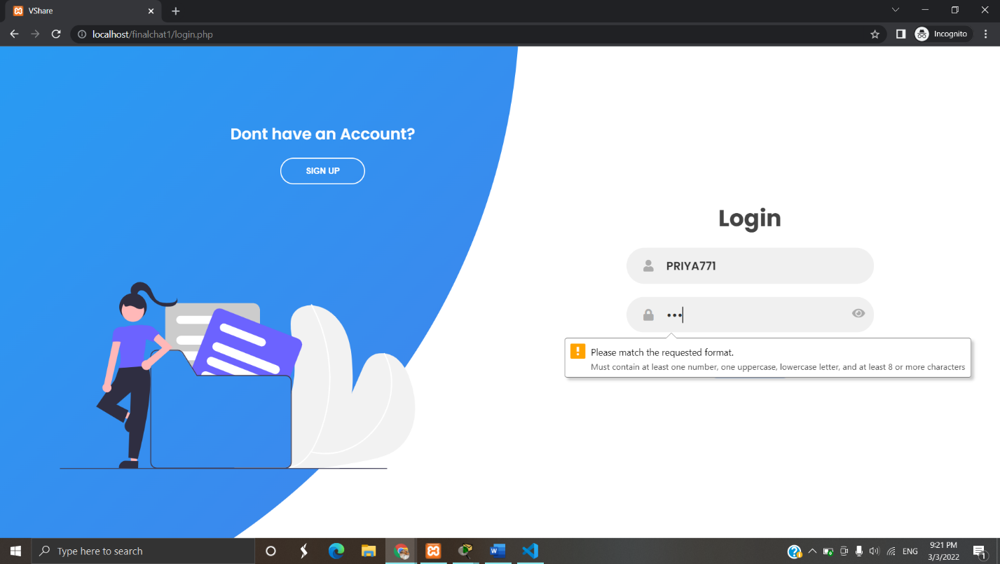 VShare
localhost/finalchat1/login.php
Incognito
Dont have an Account?
SIGN UP
Login
PRIYA771
•••
Please match the requested format.
Must contain at least one number, one uppercase, lowercase letter, and at least 8 or more characters
Type here to search
ENG
9:21 PM
3/3/2022
1